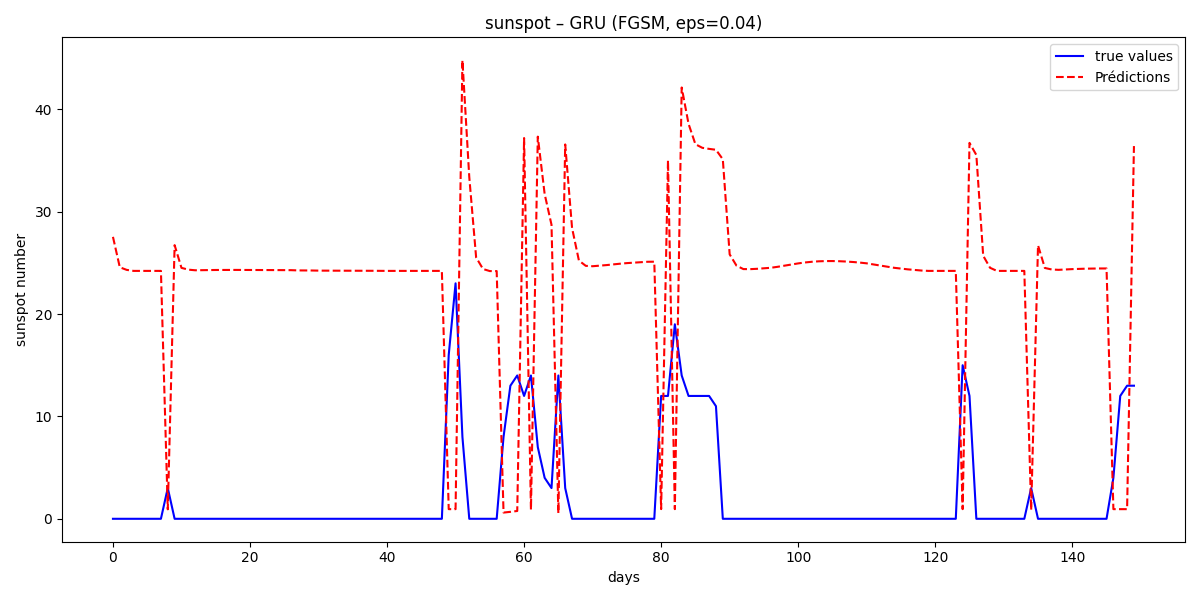 sunspot – GRU (FGSM, eps=0.04)
true values
Prédictions
sunspot number
40
30
20
10
0
0 20 40 60 80 100 120 140
days